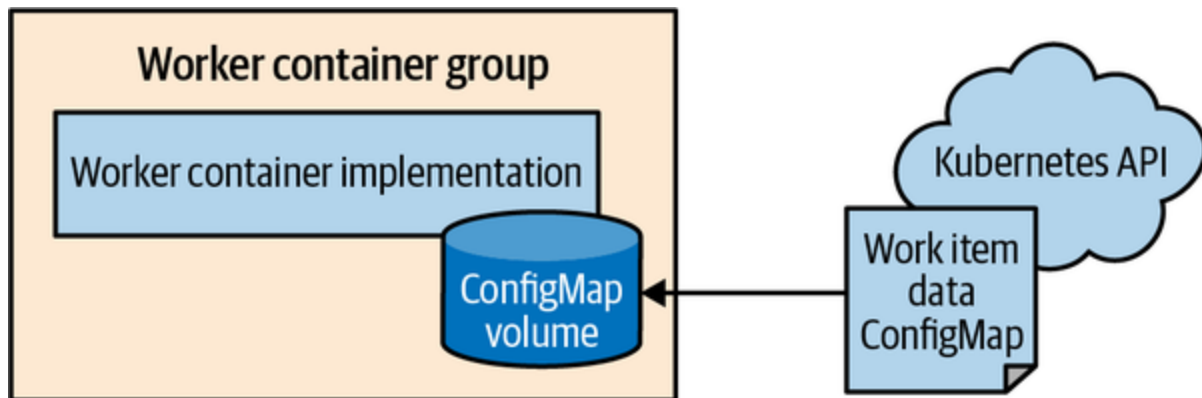 Worker container group
Worker container implementation
ConfigMap
volume
Kubernetes API
Work item
data
ConfigMap